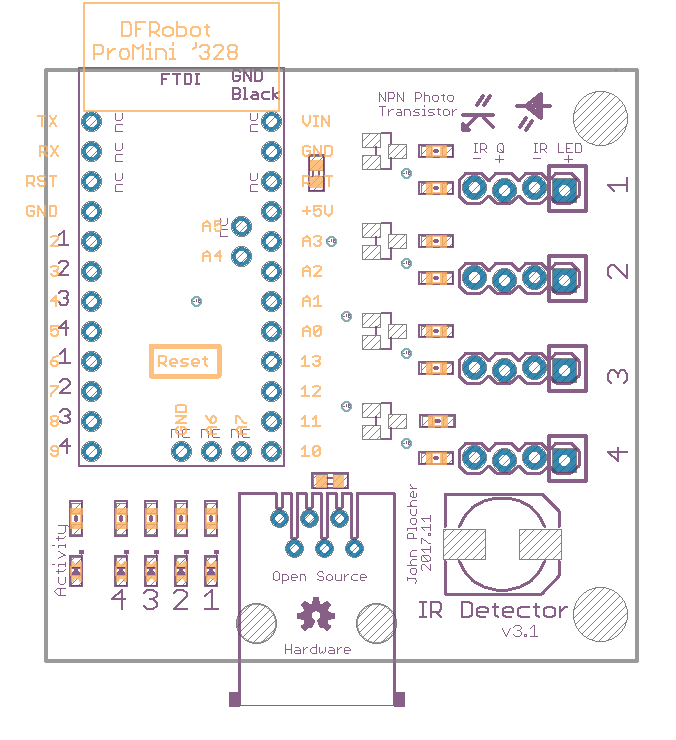 DFRobot
ProMini '328
FTDI
GND
Black
NPN Photo
Transistor
IR Q
- +
IR LED
- +
TX
RX
RST
GND
2
3
4
5
6
7
8
9
1
2
3
4
1
2
3
4
NC
NC
NC
NC
NC
NC
A5
A4
NC
Reset
GND
A6
A7
NC
NC
NC
VIN
GND
RST
+5V
A3
A2
A1
A0
13
12
11
10
1
2
3
4
Activity
4 3 2 1
Open Source
Hardware
John Plocher
2017.11
IR Detector
v3.1